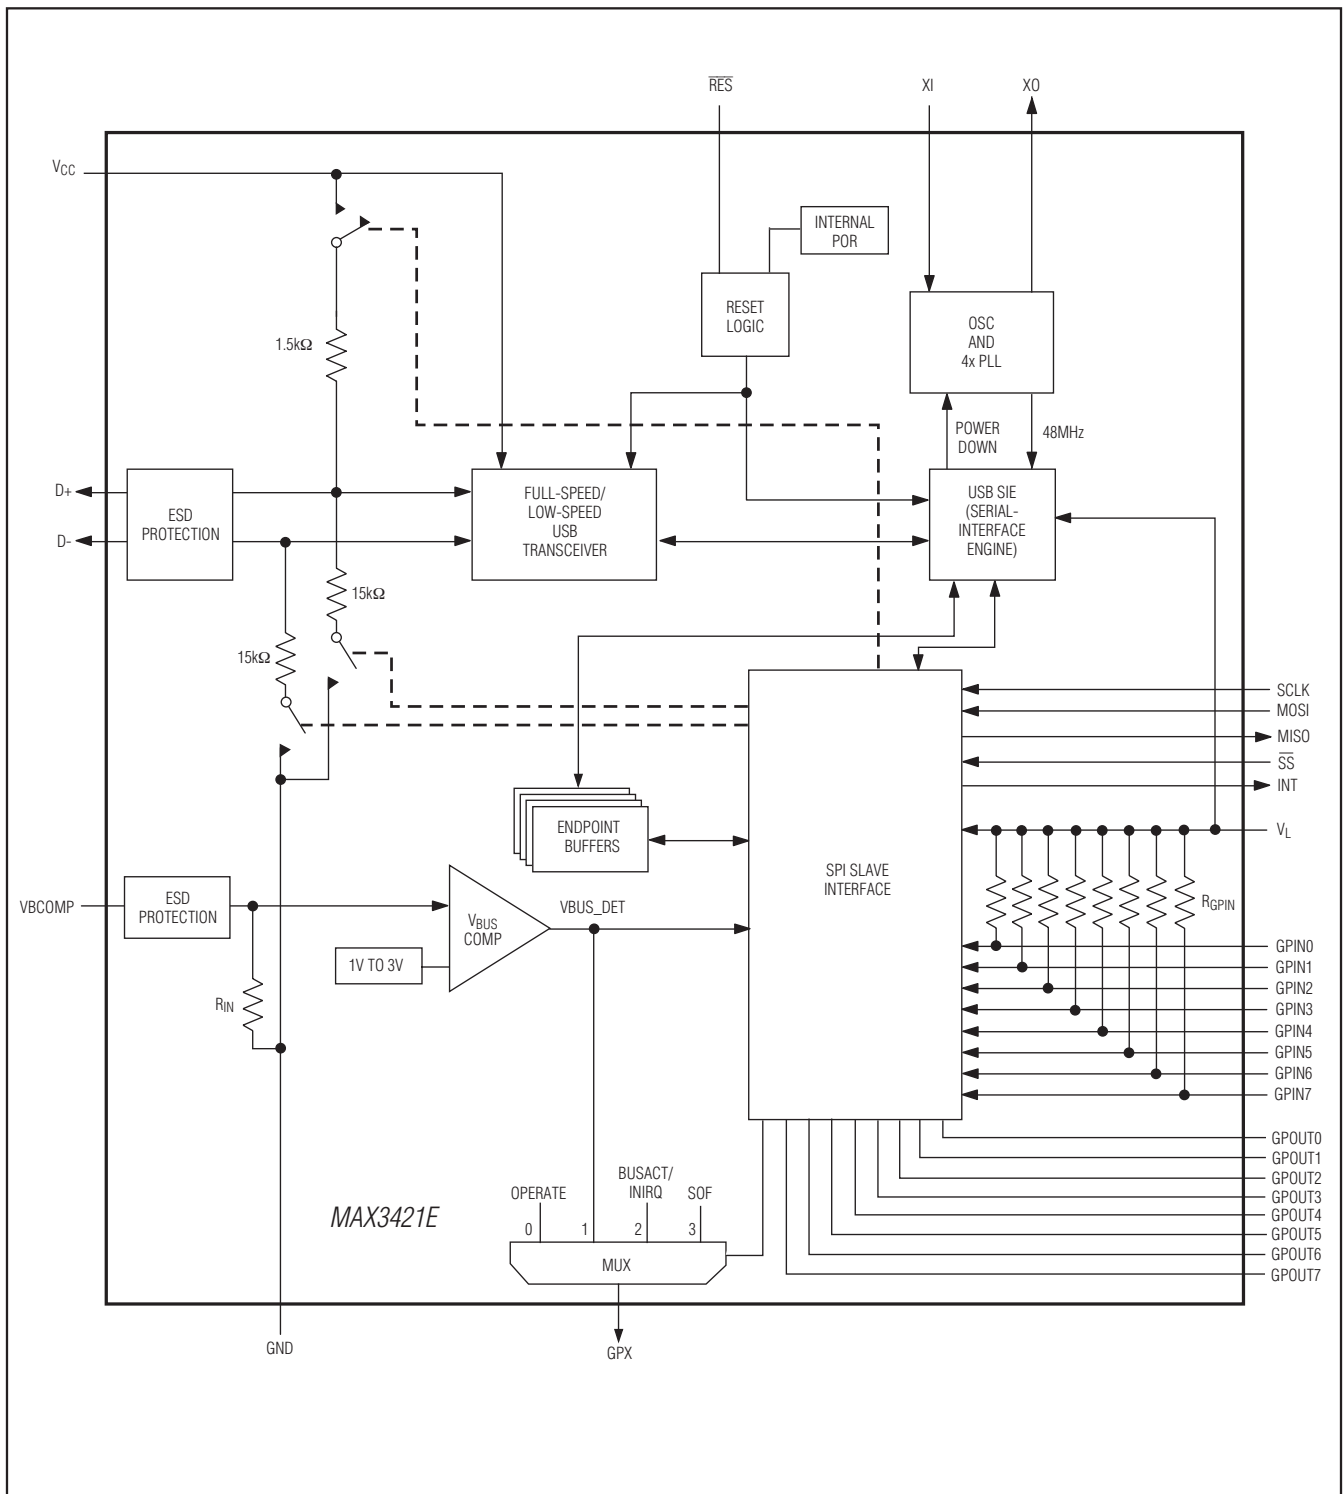 RES
XI
XO
VCC
INTERNAL
POR
RESET
LOGIC
OSC
AND
4x PLL
1.5kΩ
POWER
DOWN
48MHz
D+
D-
ESD
PROTECTION
FULL-SPEED/
LOW-SPEED
USB
TRANSCEIVER
USB SIE
(SERIAL-
INTERFACE
ENGINE)
15kΩ
15kΩ
SCLK
MOSI
MISO
SS
INT
VL
ENDPOINT
BUFFERS
SPI SLAVE
INTERFACE
RGPIN
VBCOMP
ESD
PROTECTION
VBUS
COMP
VBUS_DET
1V TO 3V
RIN
GPIN0
GPIN1
GPIN2
GPIN3
GPIN4
GPIN5
GPIN6
GPIN7
GPOUT0
GPOUT1
GPOUT2
GPOUT3
GPOUT4
GPOUT5
GPOUT6
GPOUT7
MAX3421E
OPERATE
BUSACT/
INIRQ
SOF
0
1
2
3
MUX
GND
GPX